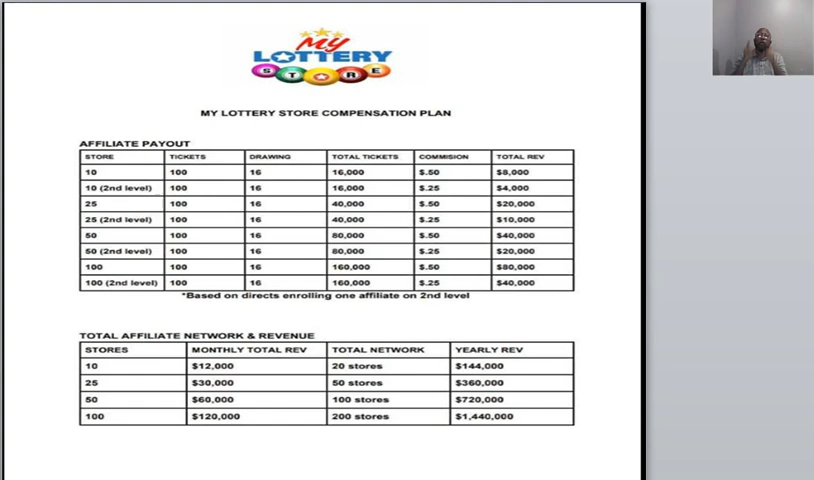 MY
LOTTERY
STORE
MY LOTTERY STORE COMPENSATION PLAN
AFFILIATE PAYOUT
STORE TICKETS DRAWING TOTAL TICKETS COMMISION TOTAL REV
10 100 16 16,000 $.50 $8,000
10 (2nd level) 100 16 16,000 $.25 $4,000
25 100 16 40,000 $.50 $20,000
25 (2nd level) 100 16 40,000 $.25 $10,000
50 100 16 80,000 $.50 $40,000
50 (2nd level) 100 16 80,000 $.25 $20,000
100 100 16 160,000 $.50 $80,000
100 (2nd level) 100 16 160,000 $.25 $40,000
*Based on directs enrolling one affiliate on 2nd level
TOTAL AFFILIATE NETWORK & REVENUE
STORES MONTHLY TOTAL REV TOTAL NETWORK YEARLY REV
10 $12,000 20 stores $144,000
25 $30,000 50 stores $360,000
50 $60,000 100 stores $720,000
100 $120,000 200 stores $1,440,000